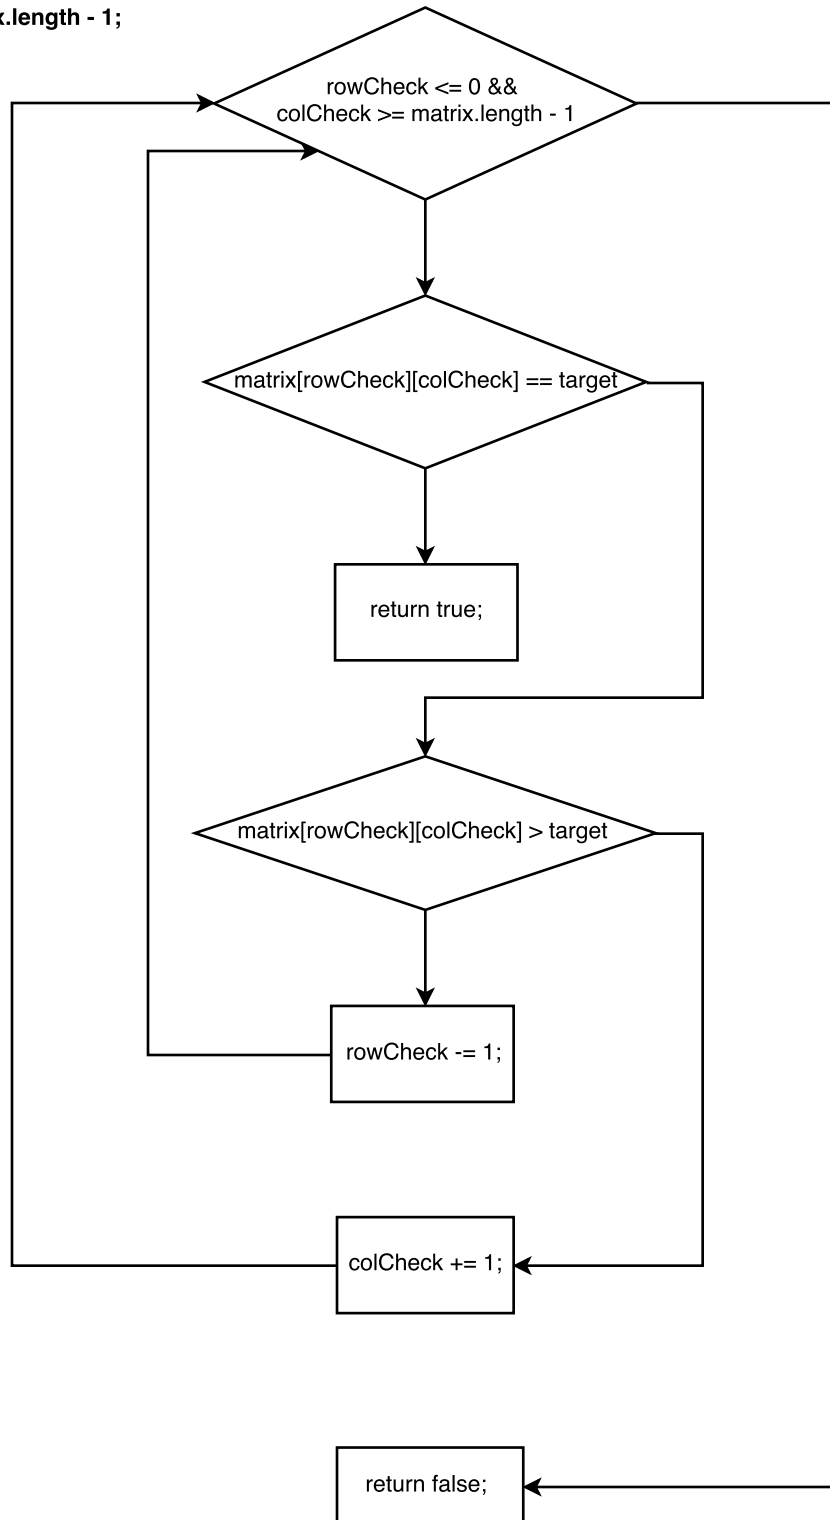 x.length - 1;
rowCheck <= 0 &&
colCheck >= matrix.length - 1
matrix[rowCheck][colCheck] == target
return true;
matrix[rowCheck][colCheck] > target
rowCheck -= 1;
colCheck += 1;
return false;